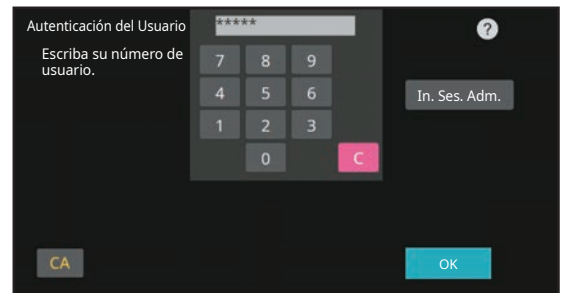 Autenticación del Usuario
*****
?
Escriba su número de
usuario.
7 8 9
4 5 6
In. Ses. Adm.
1 2 3
0 C
CA
OK